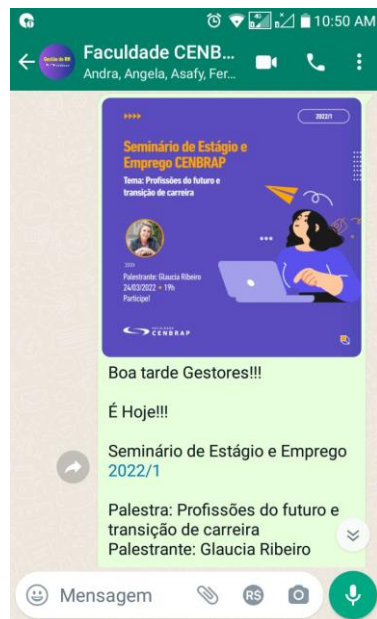 10:50 AM
Faculdade CENB...
Andra, Angela, Asafy, Fer...
2022/1
Seminário de Estágio e
Emprego CENBRAP
Tema: Profissões do futuro e
transição de carreira
Palestrante: Glaucia Ribeiro
24/03/2022 • 19h
Participe!
CENBRAP
Boa tarde Gestores!!!
É Hoje!!!
Seminário de Estágio e Emprego
2022/1
Palestra: Profissões do futuro e
transição de carreira
Palestrante: Glaucia Ribeiro
Mensagem
R$